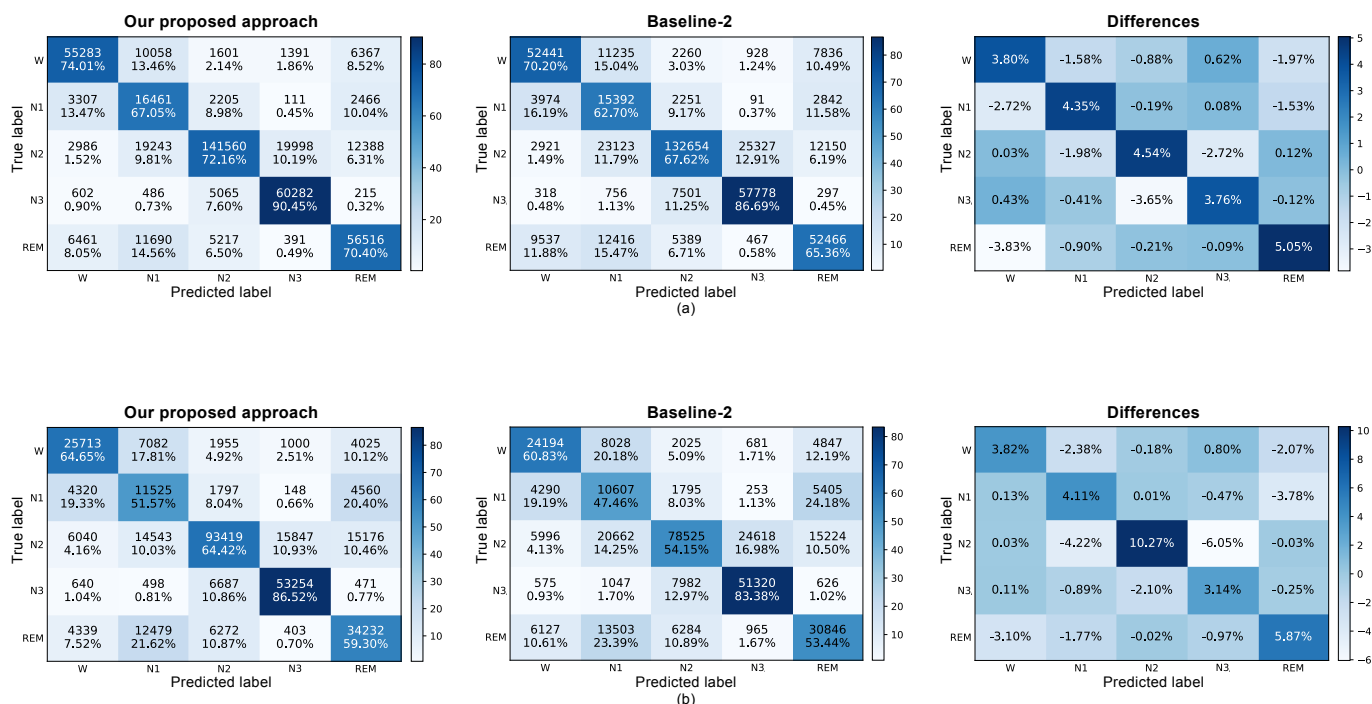 Our proposed approach
Baseline-2
Differences
True label
W
55283 10058 1601 1391 6367
74.01% 13.46% 2.14% 1.86% 8.52%
N1
3307 16461 2205 111 2466
13.47% 67.05% 8.98% 0.45% 10.04%
N2
2986 19243 141560 19998 12388
1.52% 9.81% 72.16% 10.19% 6.31%
N3
602 486 5065 60282 215
0.90% 0.73% 7.60% 90.45% 0.32%
REM
6461 11690 5217 391 56516
8.05% 14.56% 6.50% 0.49% 70.40%
W N1 N2 N3 REM
Predicted label
80
60
40
20
True label
W
52441 11235 2260 928 7836
70.20% 15.04% 3.03% 1.24% 10.49%
N1
3974 15392 2251 91 2842
16.19% 62.70% 9.17% 0.37% 11.58%
N2
2921 23123 132654 25327 12150
1.49% 11.79% 67.62% 12.91% 6.19%
N3
318 756 7501 57778 297
0.48% 1.13% 11.25% 86.69% 0.45%
REM
9537 12416 5389 467 52466
11.88% 15.47% 6.71% 0.58% 65.36%
W N1 N2 N3 REM
Predicted label
80
70
60
50
40
30
20
10
True label
W
3.80% -1.58% -0.88% 0.62% -1.97%
N1
-2.72% 4.35% -0.19% 0.08% -1.53%
N2
0.03% -1.98% 4.54% -2.72% 0.12%
N3
0.43% -0.41% -3.65% 3.76% -0.12%
REM
-3.83% -0.90% -0.21% -0.09% 5.05%
W N1 N2 N3 REM
Predicted label
5
4
3
2
1
0
−1
−2
−3
(a)
Our proposed approach
Baseline-2
Differences
True label
W
25713 7082 1955 1000 4025
64.65% 17.81% 4.92% 2.51% 10.12%
N1
4320 11525 1797 148 4560
19.33% 51.57% 8.04% 0.66% 20.40%
N2
6040 14543 93419 15847 15176
4.16% 10.03% 64.42% 10.93% 10.46%
N3
640 498 6687 53254 471
1.04% 0.81% 10.86% 86.52% 0.77%
REM
4339 12479 6272 403 34232
7.52% 21.62% 10.87% 0.70% 59.30%
W N1 N2 N3 REM
Predicted label
80
70
60
50
40
30
20
10
True label
W
24194 8028 2025 681 4847
60.83% 20.18% 5.09% 1.71% 12.19%
N1
4290 10607 1795 253 5405
19.19% 47.46% 8.03% 1.13% 24.18%
N2
5996 20662 78525 24618 15224
4.13% 14.25% 54.15% 16.98% 10.50%
N3
575 1047 7982 51320 626
0.93% 1.70% 12.97% 83.38% 1.02%
REM
6127 13503 6284 965 30846
10.61% 23.39% 10.89% 1.67% 53.44%
W N1 N2 N3 REM
Predicted label
80
70
60
50
40
30
20
10
True label
W
3.82% -2.38% -0.18% 0.80% -2.07%
N1
0.13% 4.11% 0.01% -0.47% -3.78%
N2
0.03% -4.22% 10.27% -6.05% -0.03%
N3
0.11% -0.89% -2.10% 3.14% -0.25%
REM
-3.10% -1.77% -0.02% -0.97% 5.87%
W N1 N2 N3 REM
Predicted label
10
8
6
4
2
0
−2
−4
−6
(b)